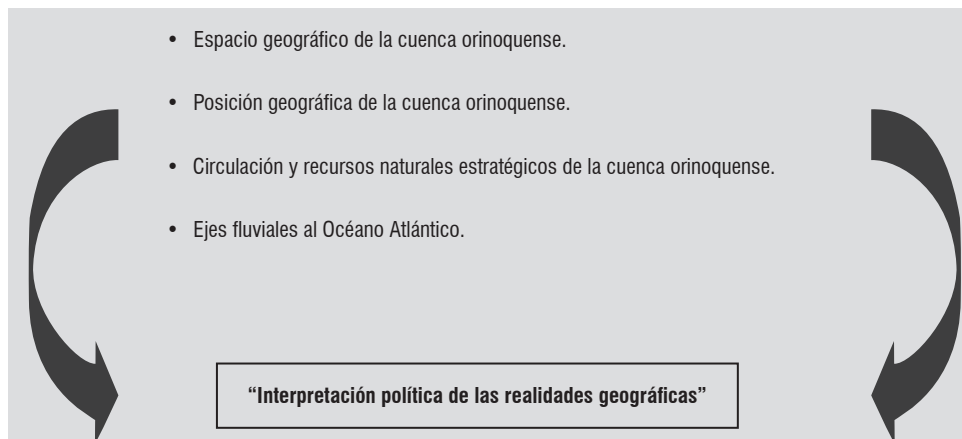 • Espacio geográfico de la cuenca orinoquense.
• Posición geográfica de la cuenca orinoquense.
• Circulación y recursos naturales estratégicos de la cuenca orinoquense.
• Ejes fluviales al Océano Atlántico.
“Interpretación política de las realidades geográficas”